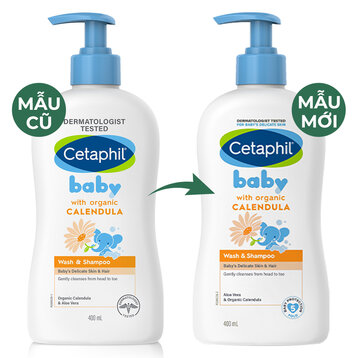 MẪU
CŨ
DERMATOLOGIST
TESTED
Cetaphil
baby
with organic
CALENDULA
Wash & Shampoo
Baby's Delicate Skin & Hair
Gently cleanses from head to toe
Organic Calendula
& Aloe Vera
400 mL
MẪU
MỚI
DERMATOLOGIST TESTED
FOR BABY'S DELICATE SKIN
Cetaphil
baby
with organic
CALENDULA
Wash & Shampoo
Baby's Delicate Skin & Hair
Gently cleanses from head to toe
Aloe Vera
& Organic Calendula
400 mL